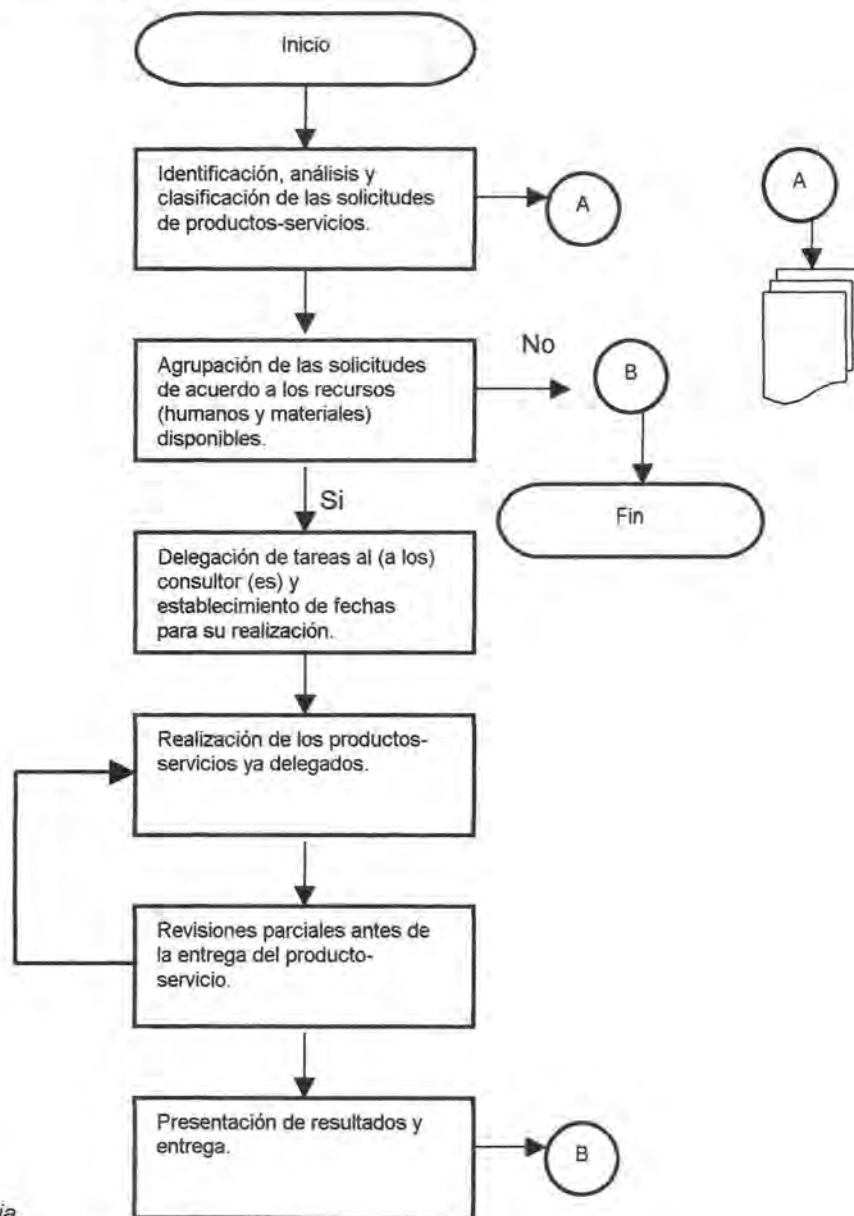 Inicio
Identificación, análisis y
clasificación de las solicitudes
de productos-servicios.
A
A
Agrupación de las solicitudes
de acuerdo a los recursos
(humanos y materiales)
disponibles.
No
B
Si
Fin
Delegación de tareas al (a los)
consultor (es) y
establecimiento de fechas
para su realización.
Realización de los productos-
servicios ya delegados.
Revisiones parciales antes de
la entrega del producto-
servicio.
Presentación de resultados y
entrega.
B